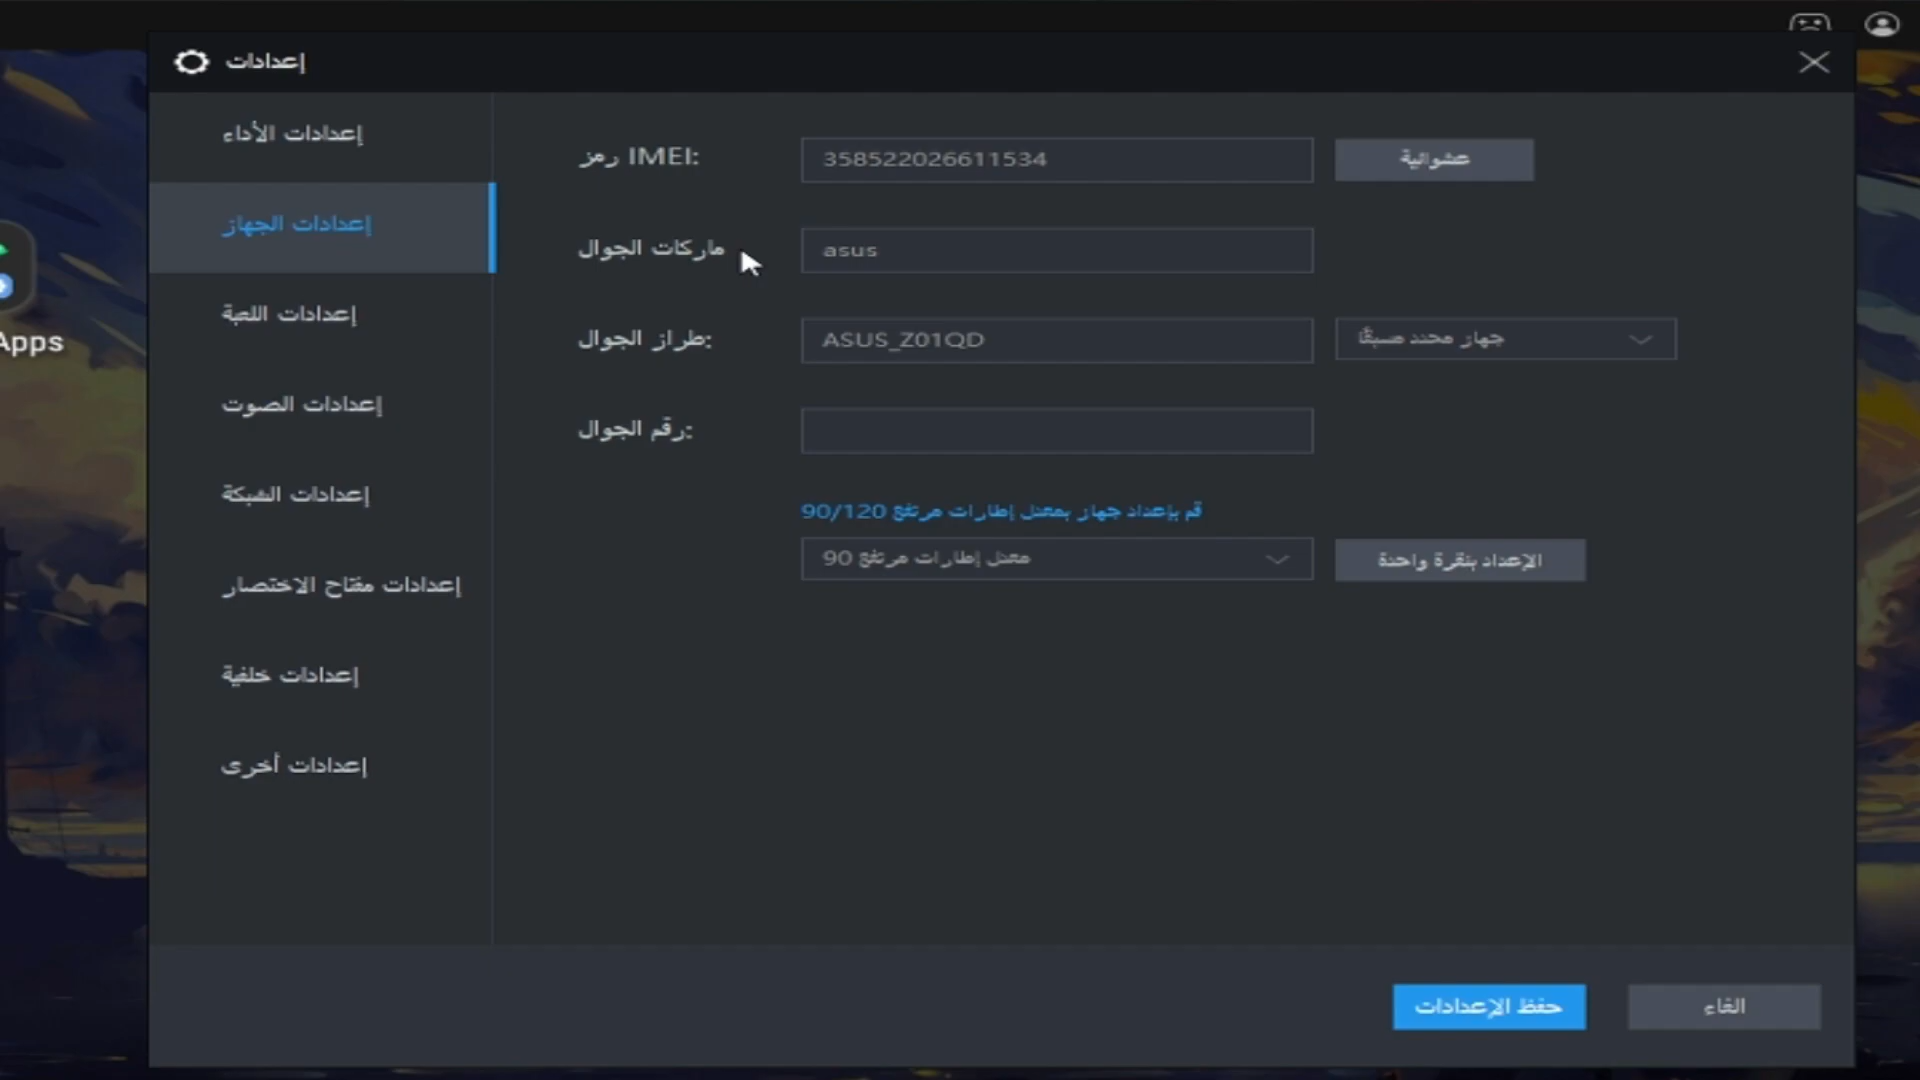 إعدادات
إعدادات الأداء
إعدادات الجهاز
إعدادات اللعبة
إعدادات الصوت
إعدادات الشبكة
إعدادات مفتاح الاختصار
إعدادات خلفية
إعدادات أخرى
Apps
رمز IMEI:
358522026611534
عشوائية
ماركات الجوال
asus
طراز الجوال:
ASUS_Z01QD
جهاز محدد مسبقًا
رقم الجوال:
قم بإعداد جهاز بمعدل إطارات مرتفع 90/120
معدل إطارات مرتفع 90
الإعداد بنقرة واحدة
حفظ الإعدادات
الغاء